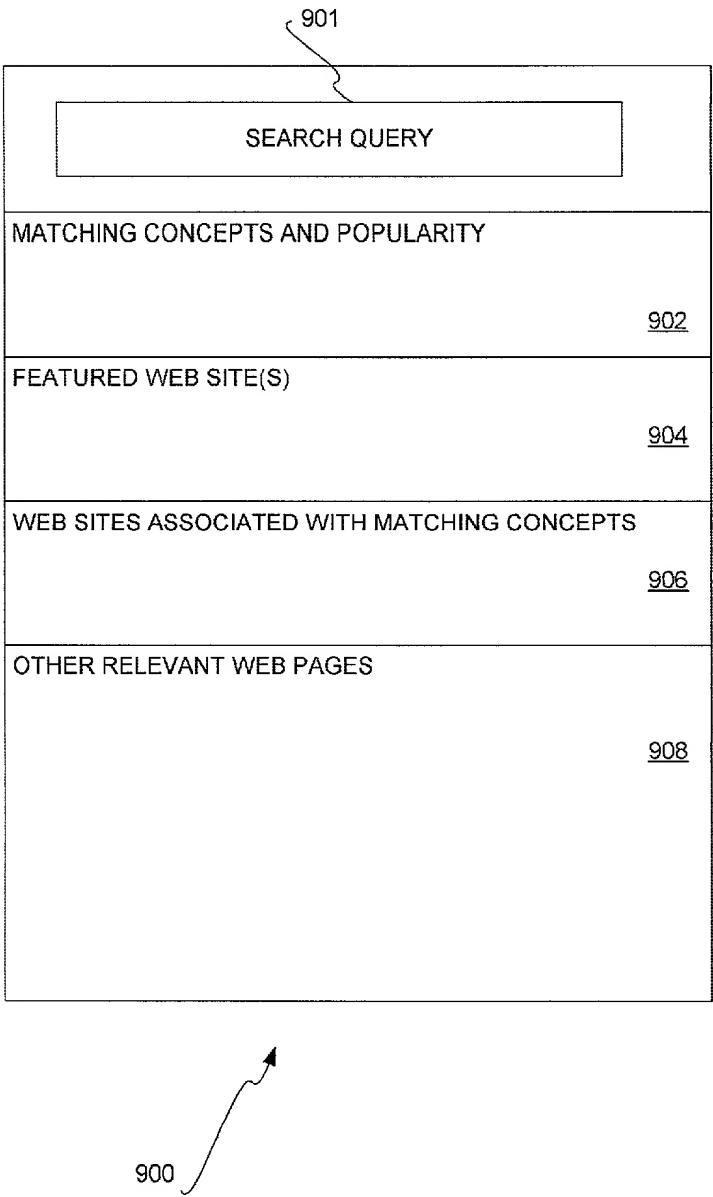 901
SEARCH QUERY
MATCHING CONCEPTS AND POPULARITY
902
FEATURED WEB SITE(S)
904
WEB SITES ASSOCIATED WITH MATCHING CONCEPTS
906
OTHER RELEVANT WEB PAGES
908
900